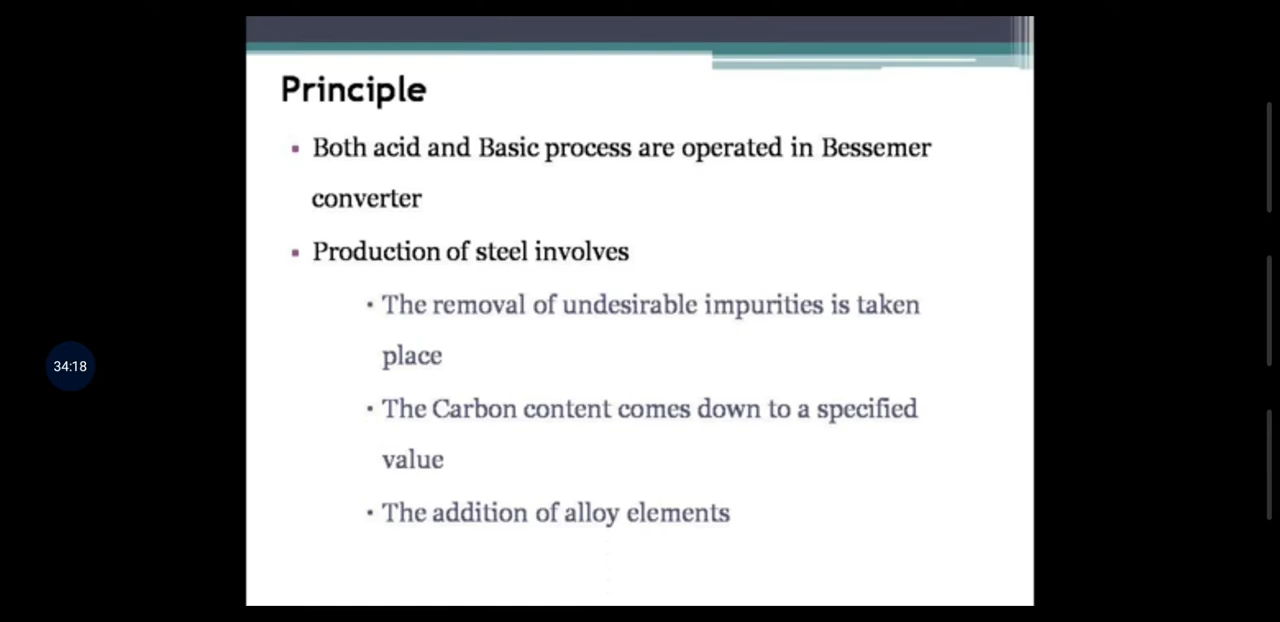 Principle
▪ Both acid and Basic process are operated in Bessemer
converter
▪ Production of steel involves
• The removal of undesirable impurities is taken
place
• The Carbon content comes down to a specified
value
• The addition of alloy elements
34:18